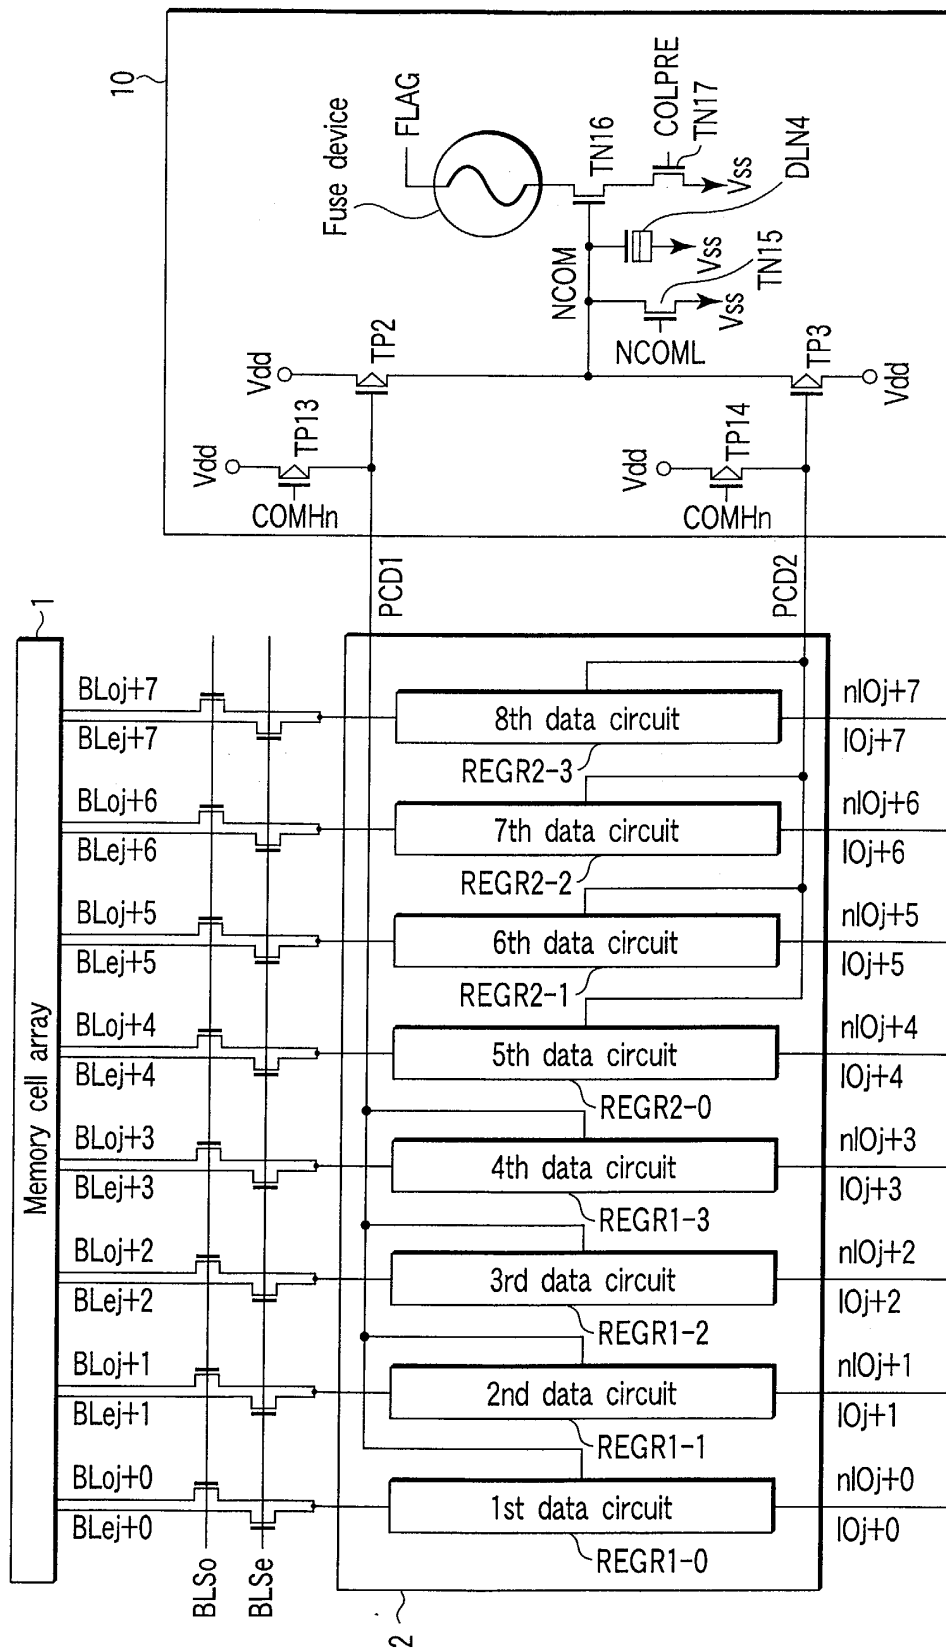 Memory cell array
1
BLoj+0
BLej+0
BLoj+1
BLej+1
BLoj+2
BLej+2
BLoj+3
BLej+3
BLoj+4
BLej+4
BLoj+5
BLej+5
BLoj+6
BLej+6
BLoj+7
BLej+7
BLSo
BLSe
2
1st data circuit
REGR1-0
2nd data circuit
REGR1-1
3rd data circuit
REGR1-2
4th data circuit
REGR1-3
5th data circuit
REGR2-0
6th data circuit
REGR2-1
7th data circuit
REGR2-2
8th data circuit
REGR2-3
nIOj+0
IOj+0
nIOj+1
IOj+1
nIOj+2
IOj+2
nIOj+3
IOj+3
nIOj+4
IOj+4
nIOj+5
IOj+5
nIOj+6
IOj+6
nIOj+7
IOj+7
PCD1
PCD2
10
Vdd
TP13
COMHn
Vdd
TP2
Vdd
TP14
COMHn
TP3
Vdd
NCOM
NCOML
TN15
Vss
DLN4
Vss
Fuse device
FLAG
TN16
COLPRE
TN17
Vss